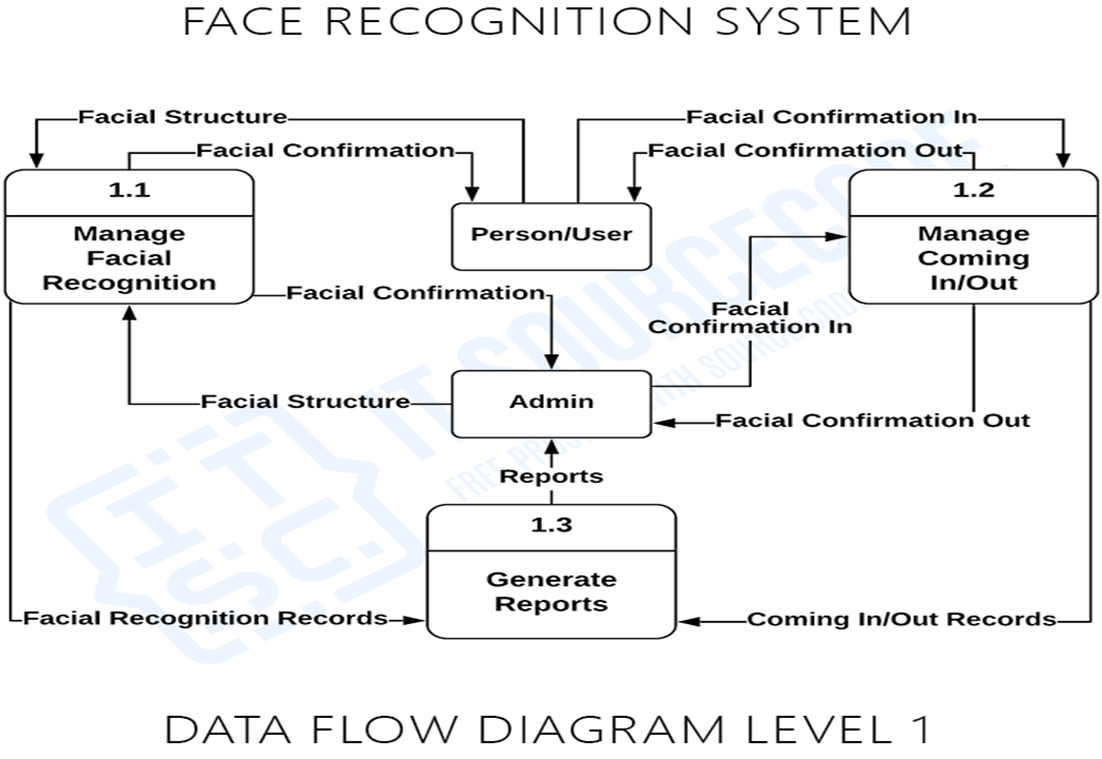 FACE RECOGNITION SYSTEM
Facial Structure
Facial Confirmation In
Facial Confirmation
Facial Confirmation Out
1.1
Manage
Facial
Recognition
Person/User
1.2
Manage
Coming
In/Out
Facial Confirmation
Facial
Confirmation In
Facial Structure
Admin
Facial Confirmation Out
Reports
1.3
Generate
Reports
Facial Recognition Records
Coming In/Out Records
IT SOURCECODE
DATA FLOW DIAGRAM LEVEL 1